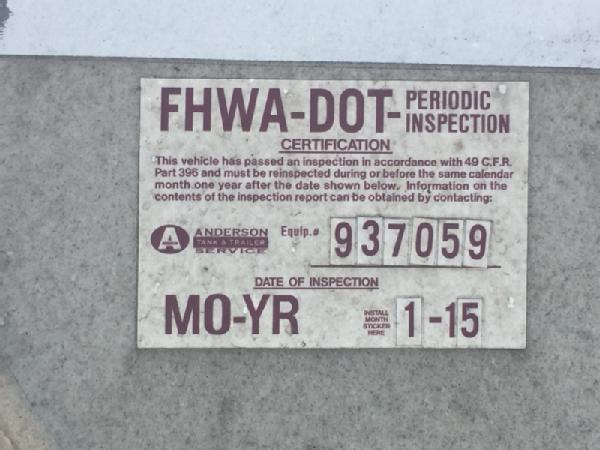 FHWA-DOT- PERIODIC INSPECTION
CERTIFICATION
This vehicle has passed an inspection in accordance with 49 C.F.R.
Part 396 and must be reinspected during or before the same calendar
month one year after the date shown below. Information on the
contents of the inspection report can be obtained by contacting:
A ANDERSON
TANK & TRAILER
SERVICE
Equip.# 937059
DATE OF INSPECTION
MO-YR
INSTALL
MONTH
STICKER
HERE
1-15